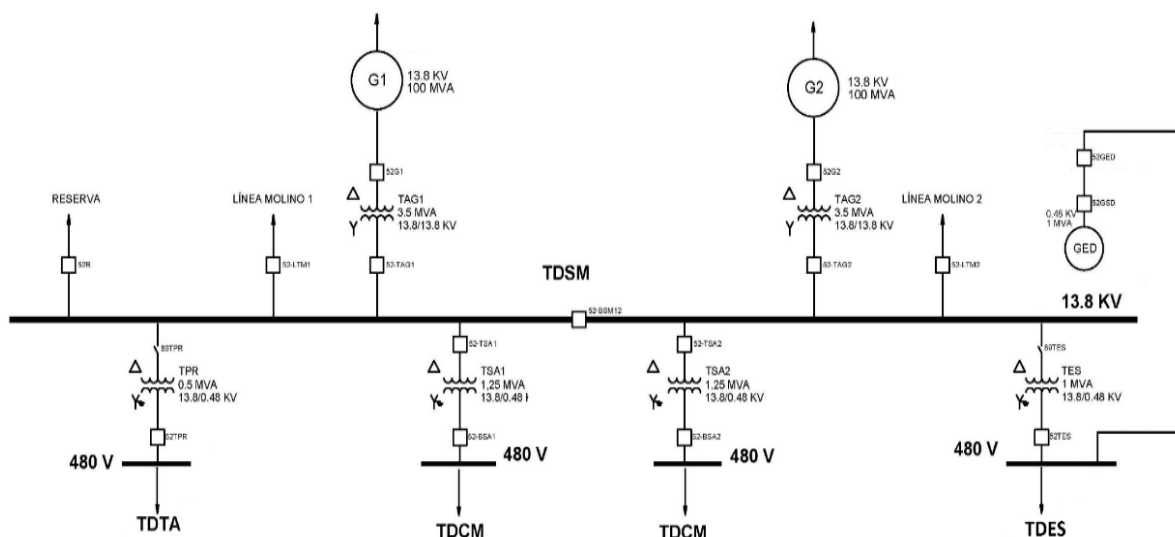 G1
13.8 KV
100 MVA
G2
13.8 KV
100 MVA
52G1
52G2
52GED
RESERVA
LÍNEA MOLINO 1
Y
TAG1
3.5 MVA
13.8/13.8 KV
Y
TAG2
3.5 MVA
13.8/13.8 KV
LÍNEA MOLINO 2
52GSD
0.48 KV
1 MVA
GED
52R
52-LTM1
52-TAG1
TDSM
52-TAG2
52-LTM2
13.8 KV
52-BSM12
89TPR
52-TSA1
52-TSA2
89TES
Y
TPR
0.5 MVA
13.8/0.48 KV
Y
TSA1
1.25 MVA
13.8/0.48 K
Y
TSA2
1.25 MVA
13.8/0.48 KV
Y
TES
1 MVA
13.8/0.48 KV
52TPR
52-BSA1
52-BSA2
52TES
480 V
480 V
480 V
480 V
TDTA
TDCM
TDCM
TDES